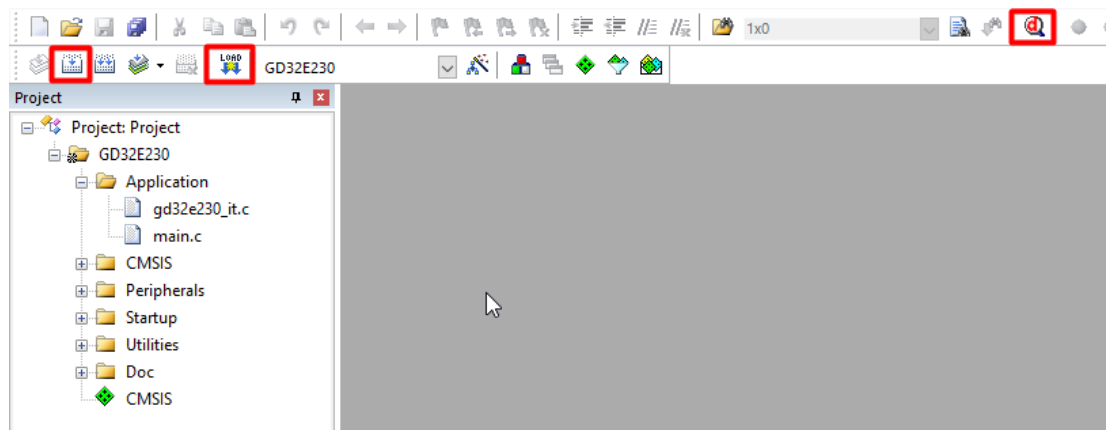 1x0
LOAD
GD32E230
Project
Project: Project
GD32E230
Application
gd32e230_it.c
main.c
CMSIS
Peripherals
Startup
Utilities
Doc
CMSIS